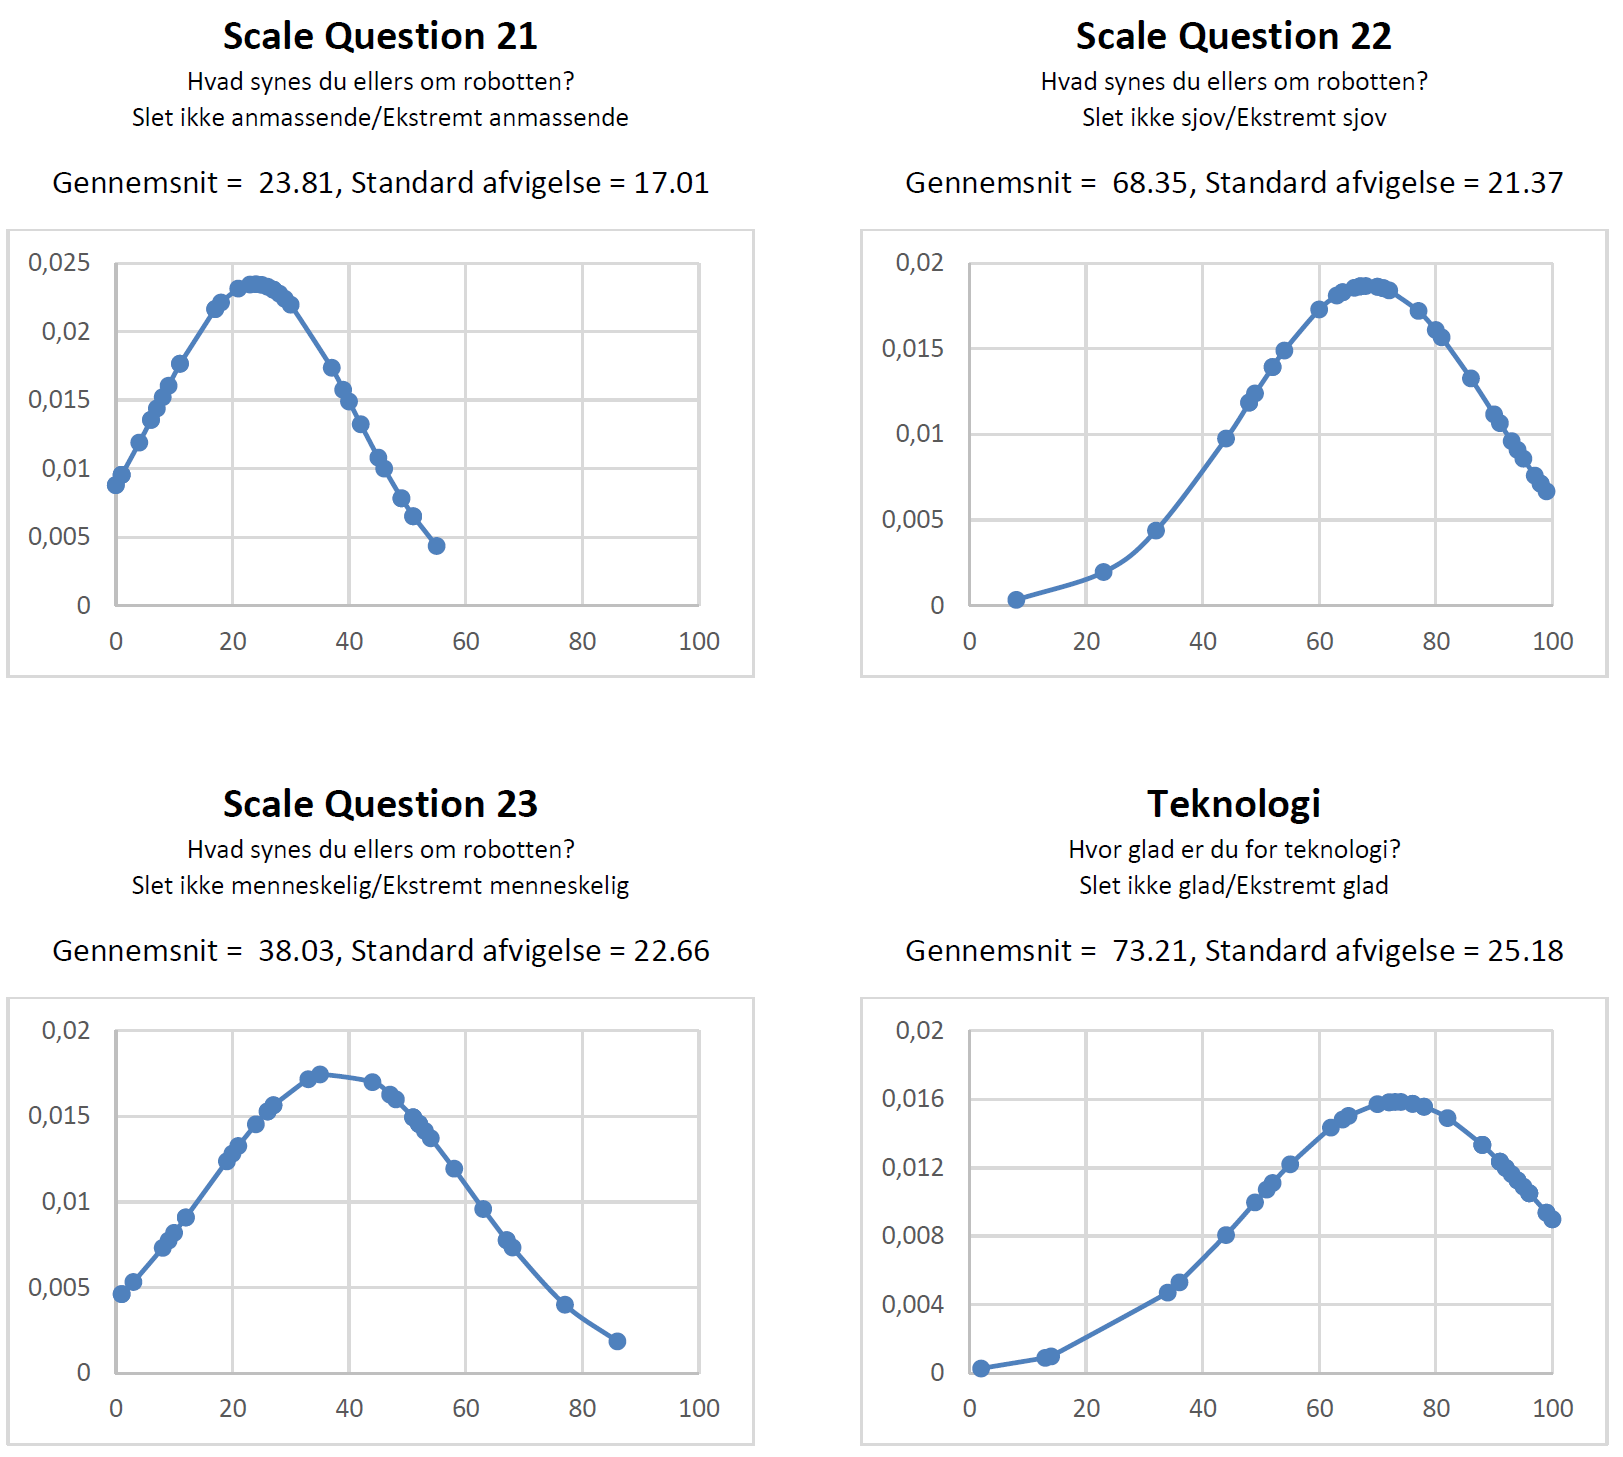 Scale Question 21
Hvad synes du ellers om robotten?
Slet ikke anmassende/Ekstremt anmassende
Gennemsnit =  23.81, Standard afvigelse = 17.01
0,025
0,02
0,015
0,01
0,005
0
0 20 40 60 80 100
Scale Question 22
Hvad synes du ellers om robotten?
Slet ikke sjov/Ekstremt sjov
Gennemsnit =  68.35, Standard afvigelse = 21.37
0,02
0,015
0,01
0,005
0
0 20 40 60 80 100
Scale Question 23
Hvad synes du ellers om robotten?
Slet ikke menneskelig/Ekstremt menneskelig
Gennemsnit =  38.03, Standard afvigelse = 22.66
0,02
0,015
0,01
0,005
0
0 20 40 60 80 100
Teknologi
Hvor glad er du for teknologi?
Slet ikke glad/Ekstremt glad
Gennemsnit =  73.21, Standard afvigelse = 25.18
0,02
0,016
0,012
0,008
0,004
0
0 20 40 60 80 100